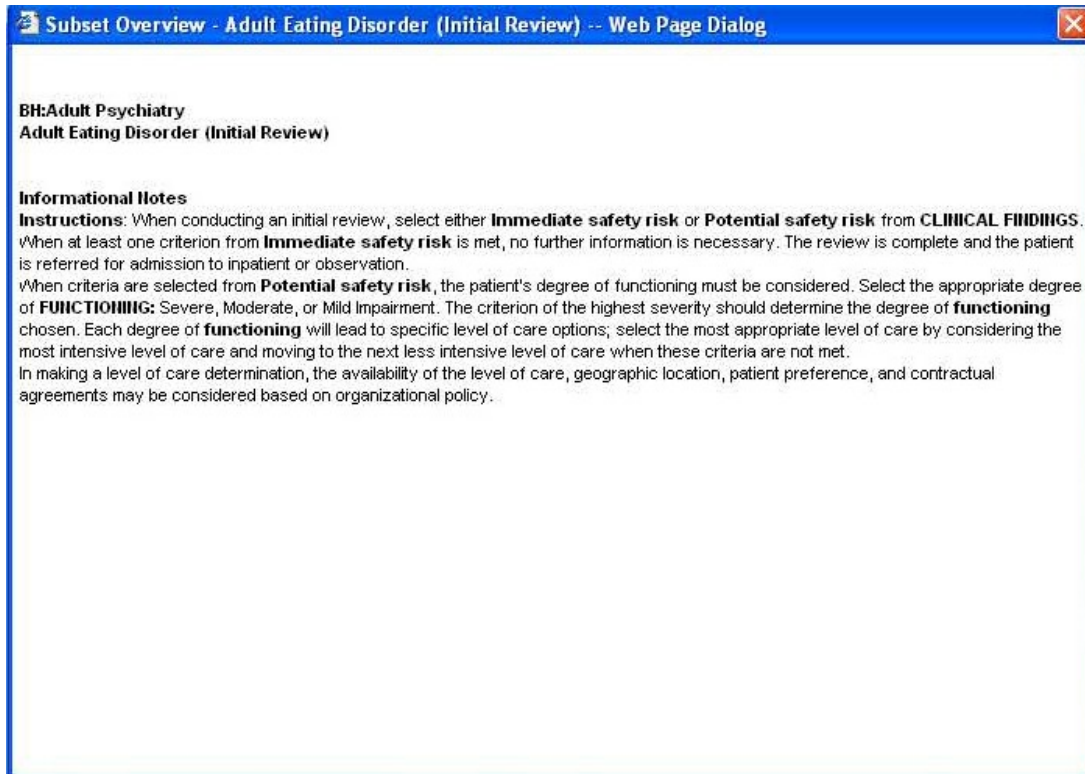 Subset Overview - Adult Eating Disorder (Initial Review) -- Web Page Dialog
BH:Adult Psychiatry
Adult Eating Disorder (Initial Review)
Informational Notes
Instructions: When conducting an initial review, select either Immediate safety risk or Potential safety risk from CLINICAL FINDINGS.
When at least one criterion from Immediate safety risk is met, no further information is necessary. The review is complete and the patient
is referred for admission to inpatient or observation.
When criteria are selected from Potential safety risk, the patient's degree of functioning must be considered. Select the appropriate degree
of FUNCTIONING: Severe, Moderate, or Mild Impairment. The criterion of the highest severity should determine the degree of functioning
chosen. Each degree of functioning will lead to specific level of care options; select the most appropriate level of care by considering the
most intensive level of care and moving to the next less intensive level of care when these criteria are not met.
In making a level of care determination, the availability of the level of care, geographic location, patient preference, and contractual
agreements may be considered based on organizational policy.